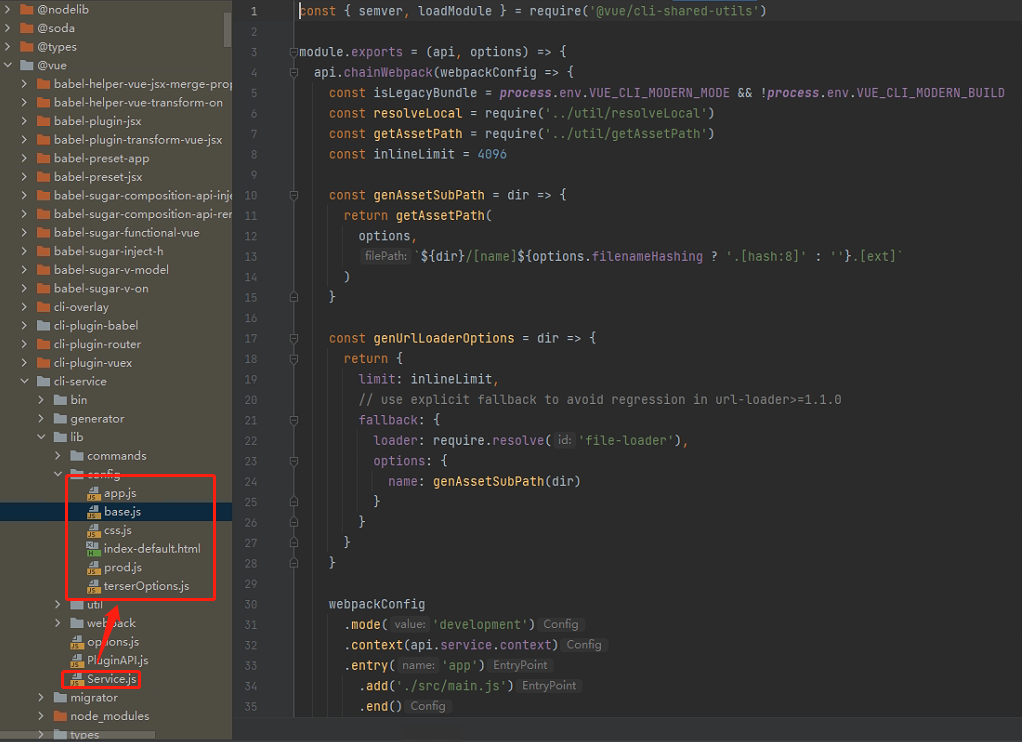 @nodelib
@soda
@types
@vue
babel-helper-vue-jsx-merge-prop
babel-helper-vue-transform-on
babel-plugin-jsx
babel-plugin-transform-vue-jsx
babel-preset-app
babel-preset-jsx
babel-sugar-composition-api-inje
babel-sugar-composition-api-ren
babel-sugar-functional-vue
babel-sugar-inject-h
babel-sugar-v-model
babel-sugar-v-on
cli-overlay
cli-plugin-babel
cli-plugin-router
cli-plugin-vuex
cli-service
bin
generator
lib
commands
config
app.js
base.js
css.js
index-default.html
prod.js
terserOptions.js
util
webpack
options.js
PluginAPI.js
Service.js
migrator
node_modules
types
1 const { semver, loadModule } = require('@vue/cli-shared-utils')
2
3 module.exports = (api, options) => {
4 api.chainWebpack(webpackConfig => {
5 const isLegacyBundle = process.env.VUE_CLI_MODERN_MODE && !process.env.VUE_CLI_MODERN_BUILD
6 const resolveLocal = require('../util/resolveLocal')
7 const getAssetPath = require('../util/getAssetPath')
8 const inlineLimit = 4096
9
10 const genAssetSubPath = dir => {
11 return getAssetPath(
12 options,
13 filePath: `${dir}/[name]${options.filenameHashing ? '.[hash:8]' : ''}.[ext]`
14 )
15 }
16
17 const genUrlLoaderOptions = dir => {
18 return {
19 limit: inlineLimit,
20 // use explicit fallback to avoid regression in url-loader>=1.1.0
21 fallback: {
22 loader: require.resolve( id: 'file-loader'),
23 options: {
24 name: genAssetSubPath(dir)
25 }
26 }
27 }
28 }
29
30 webpackConfig
31 .mode( value: 'development') Config
32 .context(api.service.context) Config
33 .entry( name: 'app') EntryPoint
34 .add('./src/main.js') EntryPoint
35 .end() Config